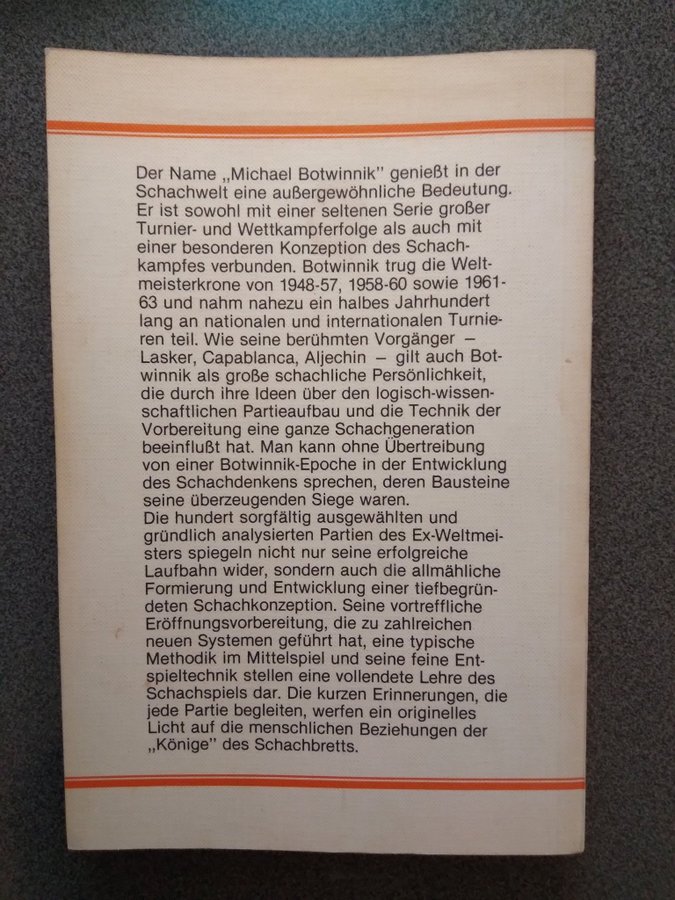 Der Name „Michael Botwinnik” genießt in der
Schachwelt eine außergewöhnliche Bedeutung.
Er ist sowohl mit einer seltenen Serie großer
Turnier- und Wettkampferfolge als auch mit
einer besonderen Konzeption des Schach-
kampfes verbunden. Botwinnik trug die Welt-
meisterkrone von 1948-57, 1958-60 sowie 1961-
63 und nahm nahezu ein halbes Jahrhundert
lang an nationalen und internationalen Turnie-
ren teil. Wie seine berühmten Vorgänger –
Lasker, Capablanca, Aljechin – gilt auch Bot-
winnik als große schachliche Persönlichkeit,
die durch ihre Ideen über den logisch-wissen-
schaftlichen Partieaufbau und die Technik der
Vorbereitung eine ganze Schachgeneration
beeinflußt hat. Man kann ohne Übertreibung
von einer Botwinnik-Epoche in der Entwicklung
des Schachdenkens sprechen, deren Bausteine
seine überzeugenden Siege waren.
Die hundert sorgfältig ausgewählten und
gründlich analysierten Partien des Ex-Weltmei-
sters spiegeln nicht nur seine erfolgreiche
Laufbahn wider, sondern auch die allmähliche
Formierung und Entwicklung einer tiefbegrün-
deten Schachkonzeption. Seine vortreffliche
Eröffnungsvorbereitung, die zu zahlreichen
neuen Systemen geführt hat, eine typische
Methodik im Mittelspiel und seine feine Ent-
spieltechnik stellen eine vollendete Lehre des
Schachspiels dar. Die kurzen Erinnerungen, die
jede Partie begleiten, werfen ein originelles
Licht auf die menschlichen Beziehungen der
„Könige” des Schachbretts.